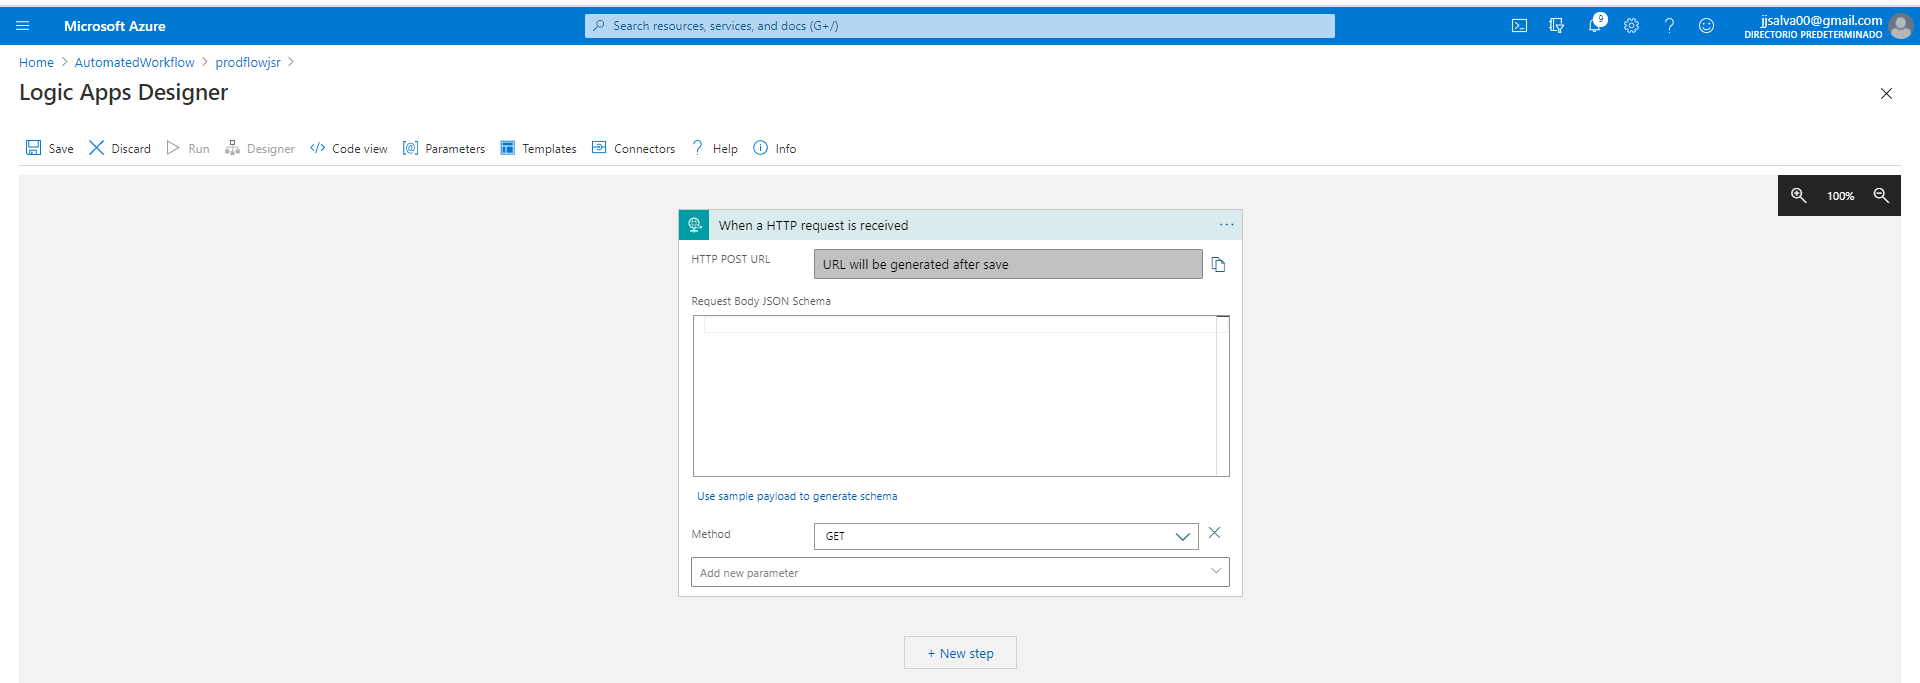 Microsoft Azure
Search resources, services, and docs (G+/)
9
jjsalva00@gmail.com
DIRECTORIO PREDETERMINADO
Home > AutomatedWorkflow > prodflowjsr >
Logic Apps Designer
Save Discard Run Designer </> Code view [@] Parameters Templates Connectors ? Help Info
100%
When a HTTP request is received ...
HTTP POST URL URL will be generated after save
Request Body JSON Schema
Use sample payload to generate schema
Method GET
Add new parameter
+ New step